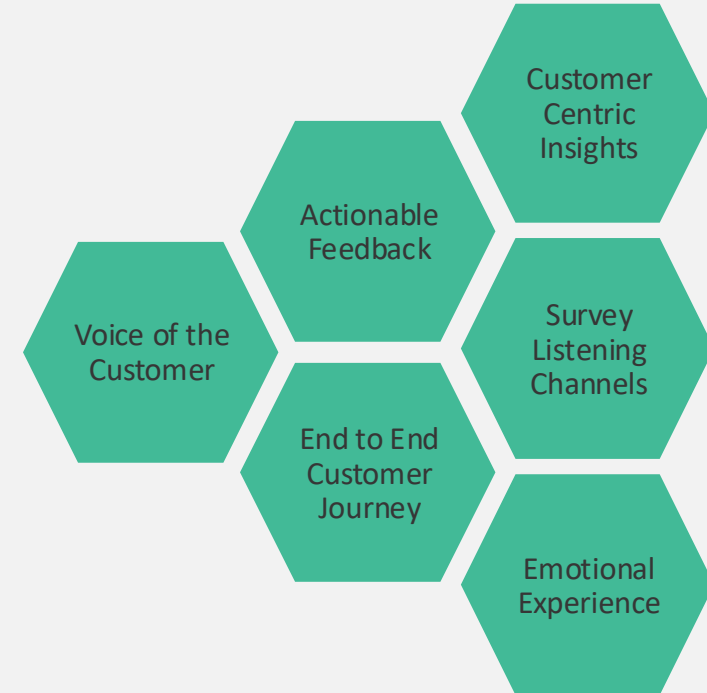 Customer
Centric
Insights
Actionable
Feedback
Voice of the
Customer
Survey
Listening
Channels
End to End
Customer
Journey
Emotional
Experience